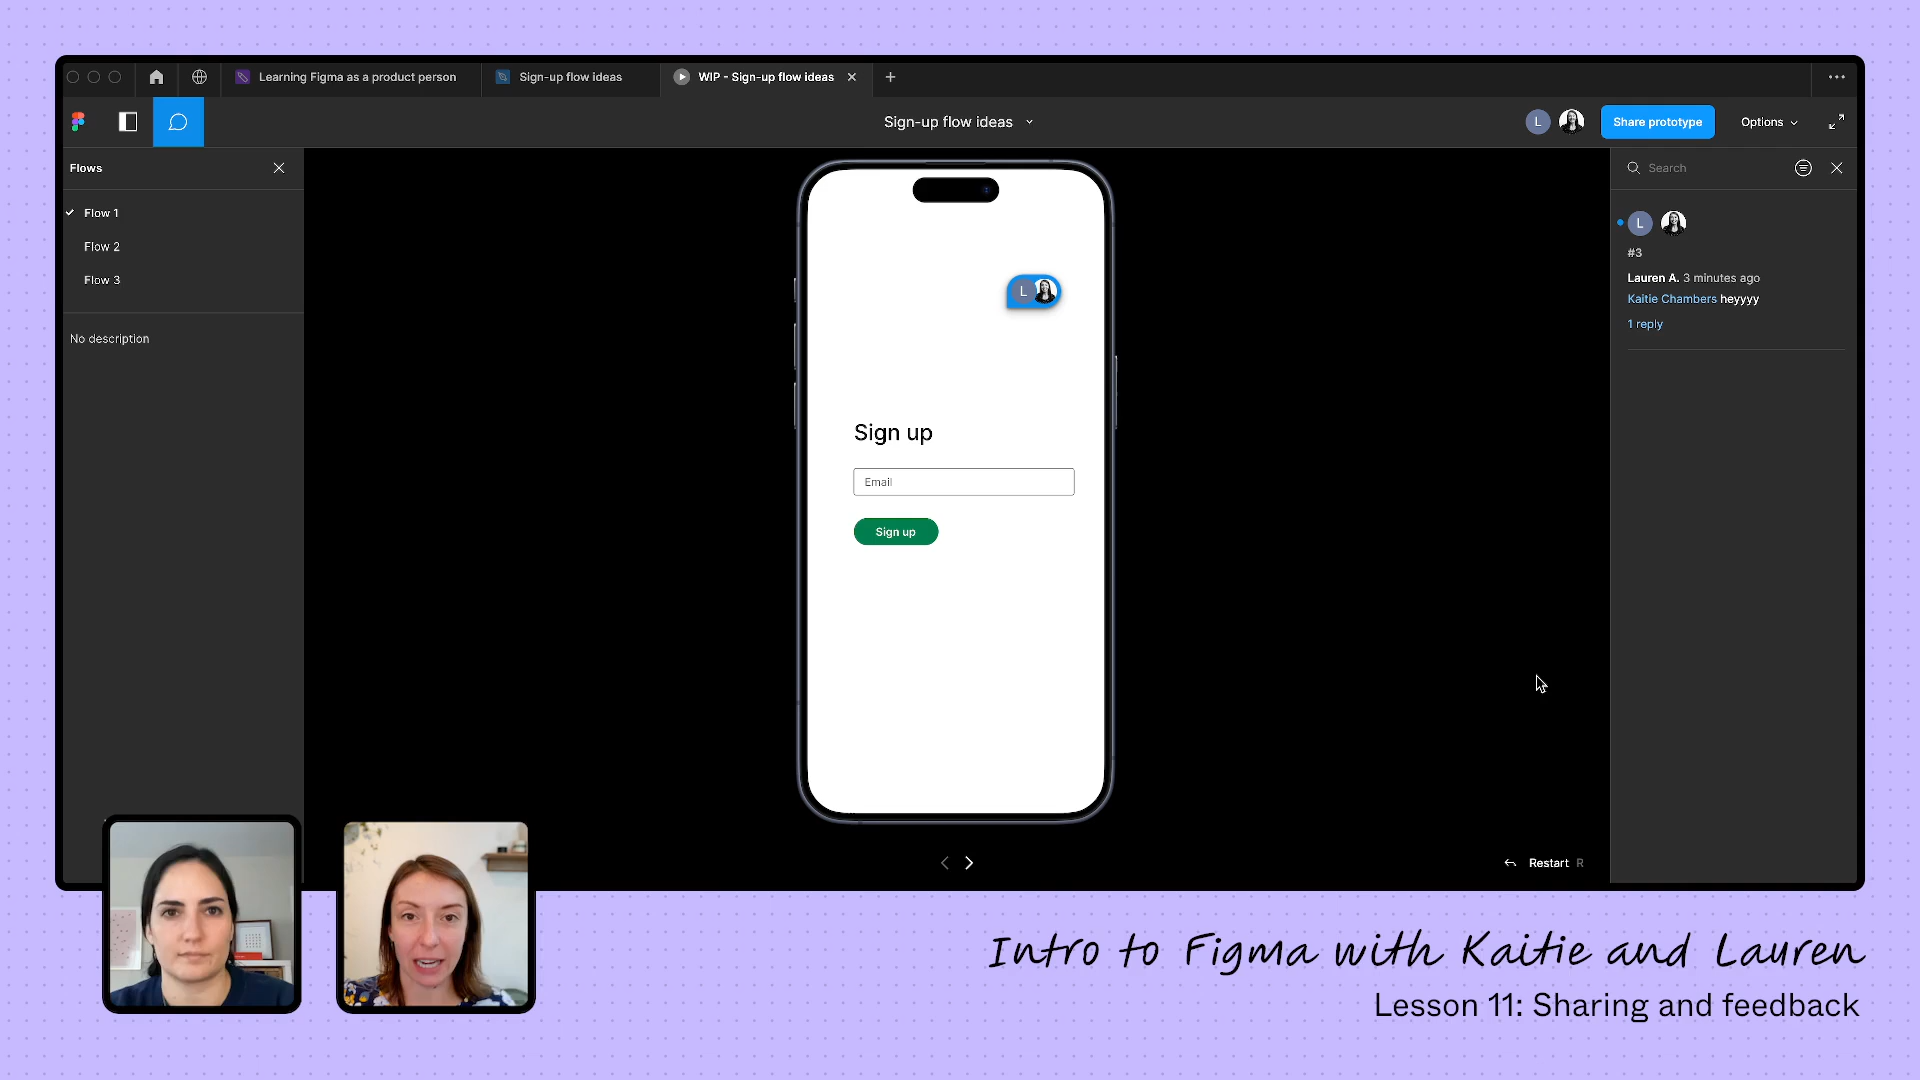 Learning Figma as a product person
Sign-up flow ideas
WIP - Sign-up flow ideas
Sign-up flow ideas
L
Share prototype
Options
Flows
Flow 1
Flow 2
Flow 3
No description
L
Sign up
Email
Sign up
Restart R
Search
L
#3
Lauren A. 3 minutes ago
Kaitie Chambers heyyyy
1 reply
Intro to Figma with Kaitie and Lauren
Lesson 11: Sharing and feedback